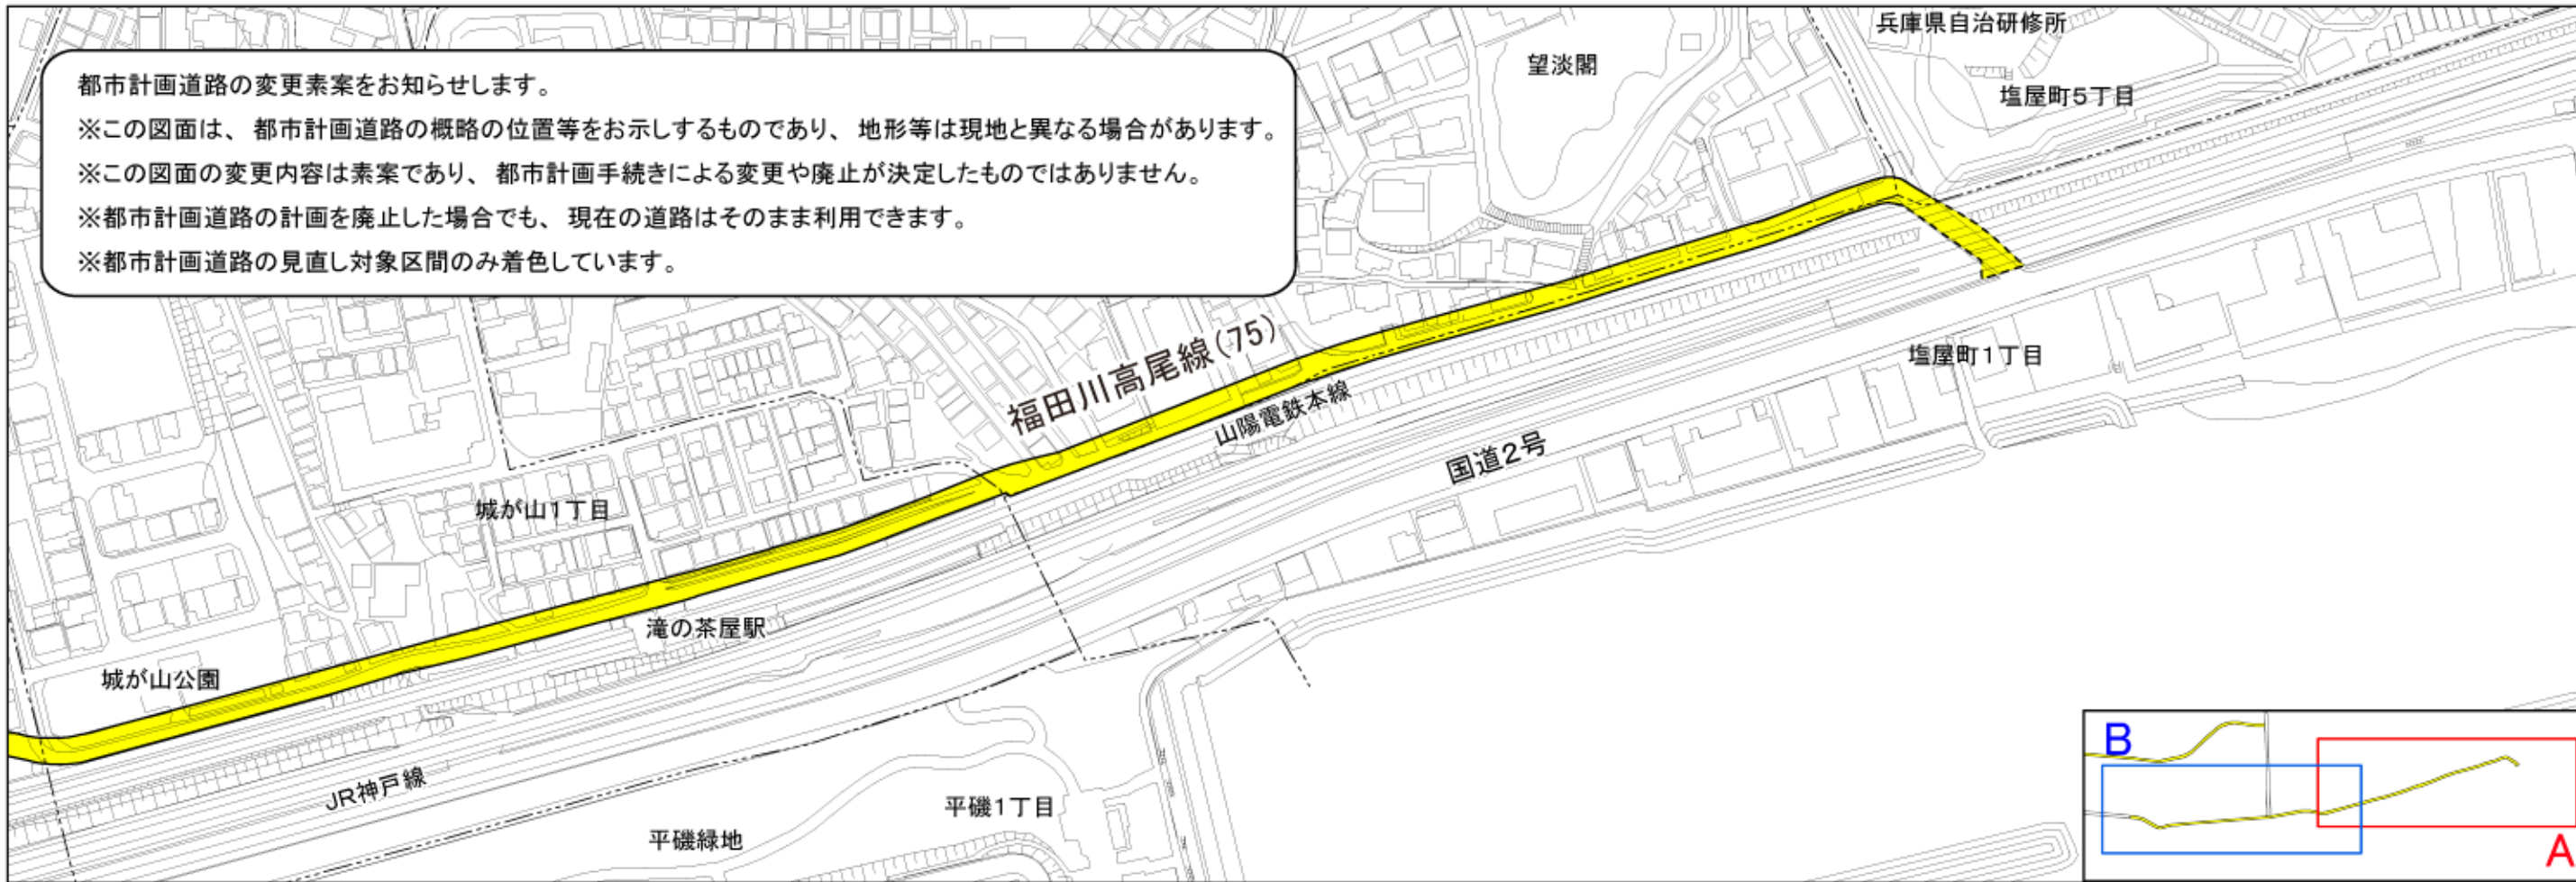 兵庫県自治研修所
望淡閣
塩屋町5丁目
都市計画道路の変更素案をお知らせします。
※この図面は、都市計画道路の概略の位置等をお示しするものであり、地形等は現地と異なる場合があります。
※この図面の変更内容は素案であり、都市計画手続きによる変更や廃止が決定したものではありません。
※都市計画道路の計画を廃止した場合でも、現在の道路はそのまま利用できます。
※都市計画道路の見直し対象区間のみ着色しています。
福田川高尾線(75)
塩屋町1丁目
山陽電鉄本線
国道2号
城が山1丁目
滝の茶屋駅
城が山公園
JR神戸線
平磯1丁目
平磯緑地
B
A